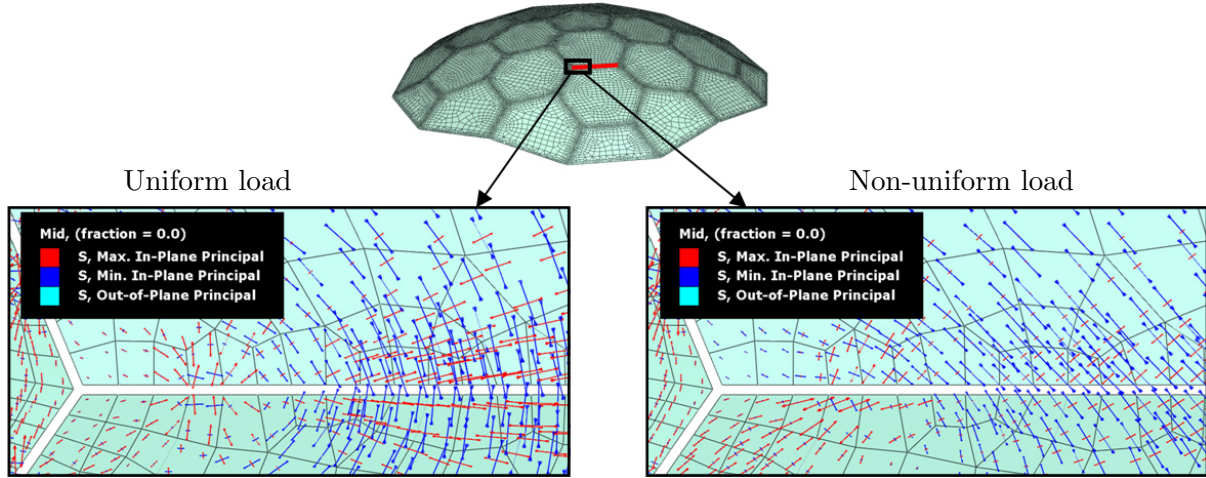 Uniform load
Non-uniform load
Mid, (fraction = 0.0)
S, Max. In-Plane Principal
S, Min. In-Plane Principal
S, Out-of-Plane Principal
Mid, (fraction = 0.0)
S, Max. In-Plane Principal
S, Min. In-Plane Principal
S, Out-of-Plane Principal